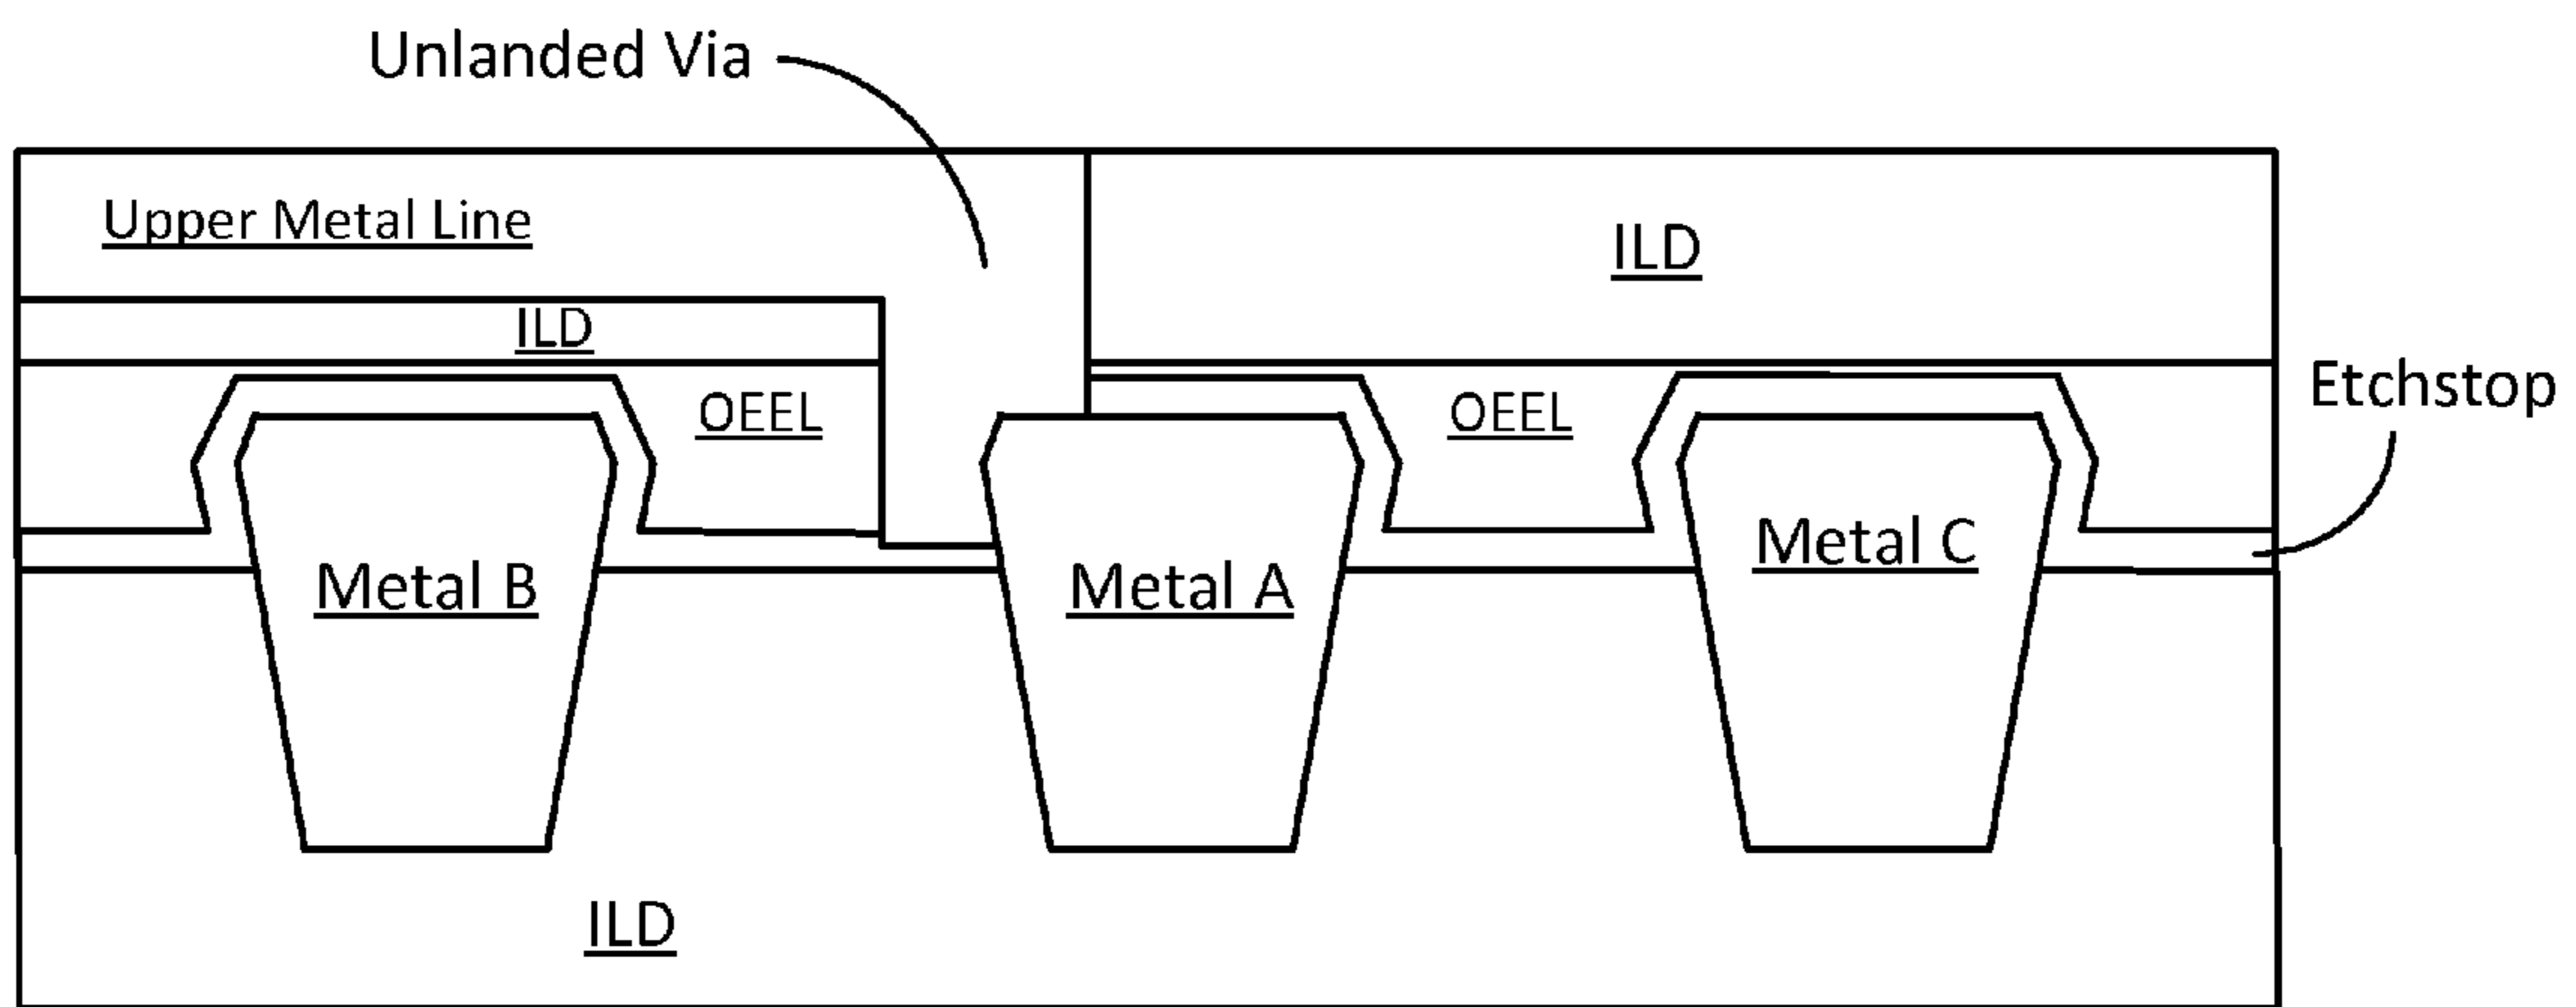 Unlanded Via
Upper Metal Line
ILD
ILD
Etchstop
OEEL
OEEL
Metal B
Metal A
Metal C
ILD